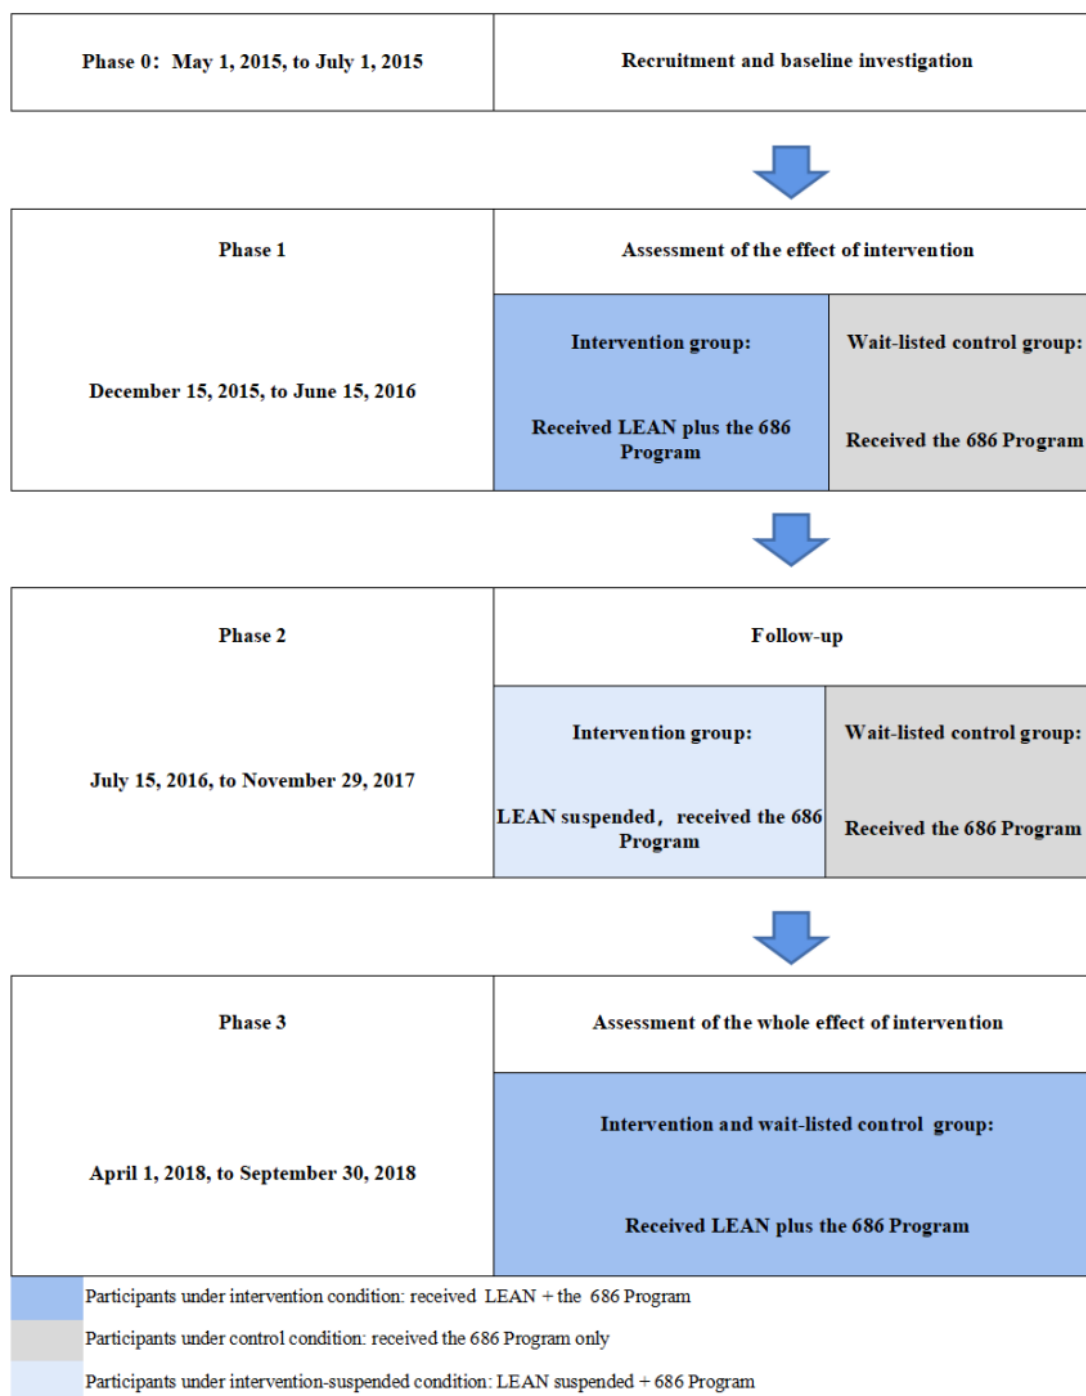 Phase 0： May 1, 2015, to July 1, 2015
Recruitment and baseline investigation
Phase 1
December 15, 2015, to June 15, 2016
Assessment of the effect of intervention
Intervention group:
Received LEAN plus the 686
Program
Wait-listed control group:
Received the 686 Program
Phase 2
July 15, 2016, to November 29, 2017
Follow-up
Intervention group:
LEAN suspended，received the 686
Program
Wait-listed control group:
Received the 686 Program
Phase 3
April 1, 2018, to September 30, 2018
Assessment of the whole effect of intervention
Intervention and wait-listed control group:
Received LEAN plus the 686 Program
Participants under intervention condition: received LEAN + the 686 Program
Participants under control condition: received the 686 Program only
Participants under intervention-suspended condition: LEAN suspended + 686 Program